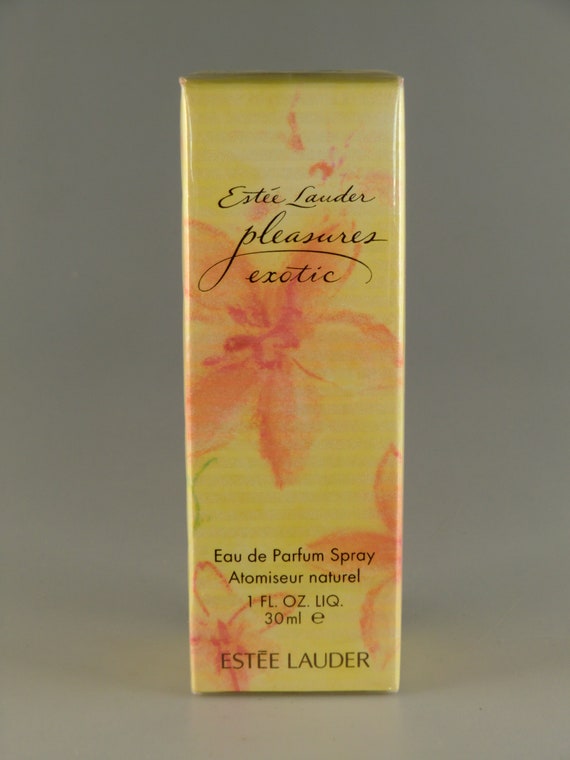 Estée Lauder
pleasures
exotic
Eau de Parfum Spray
Atomiseur naturel
1 FL. OZ. LIQ.
30ml ℮
ESTĒE LAUDER